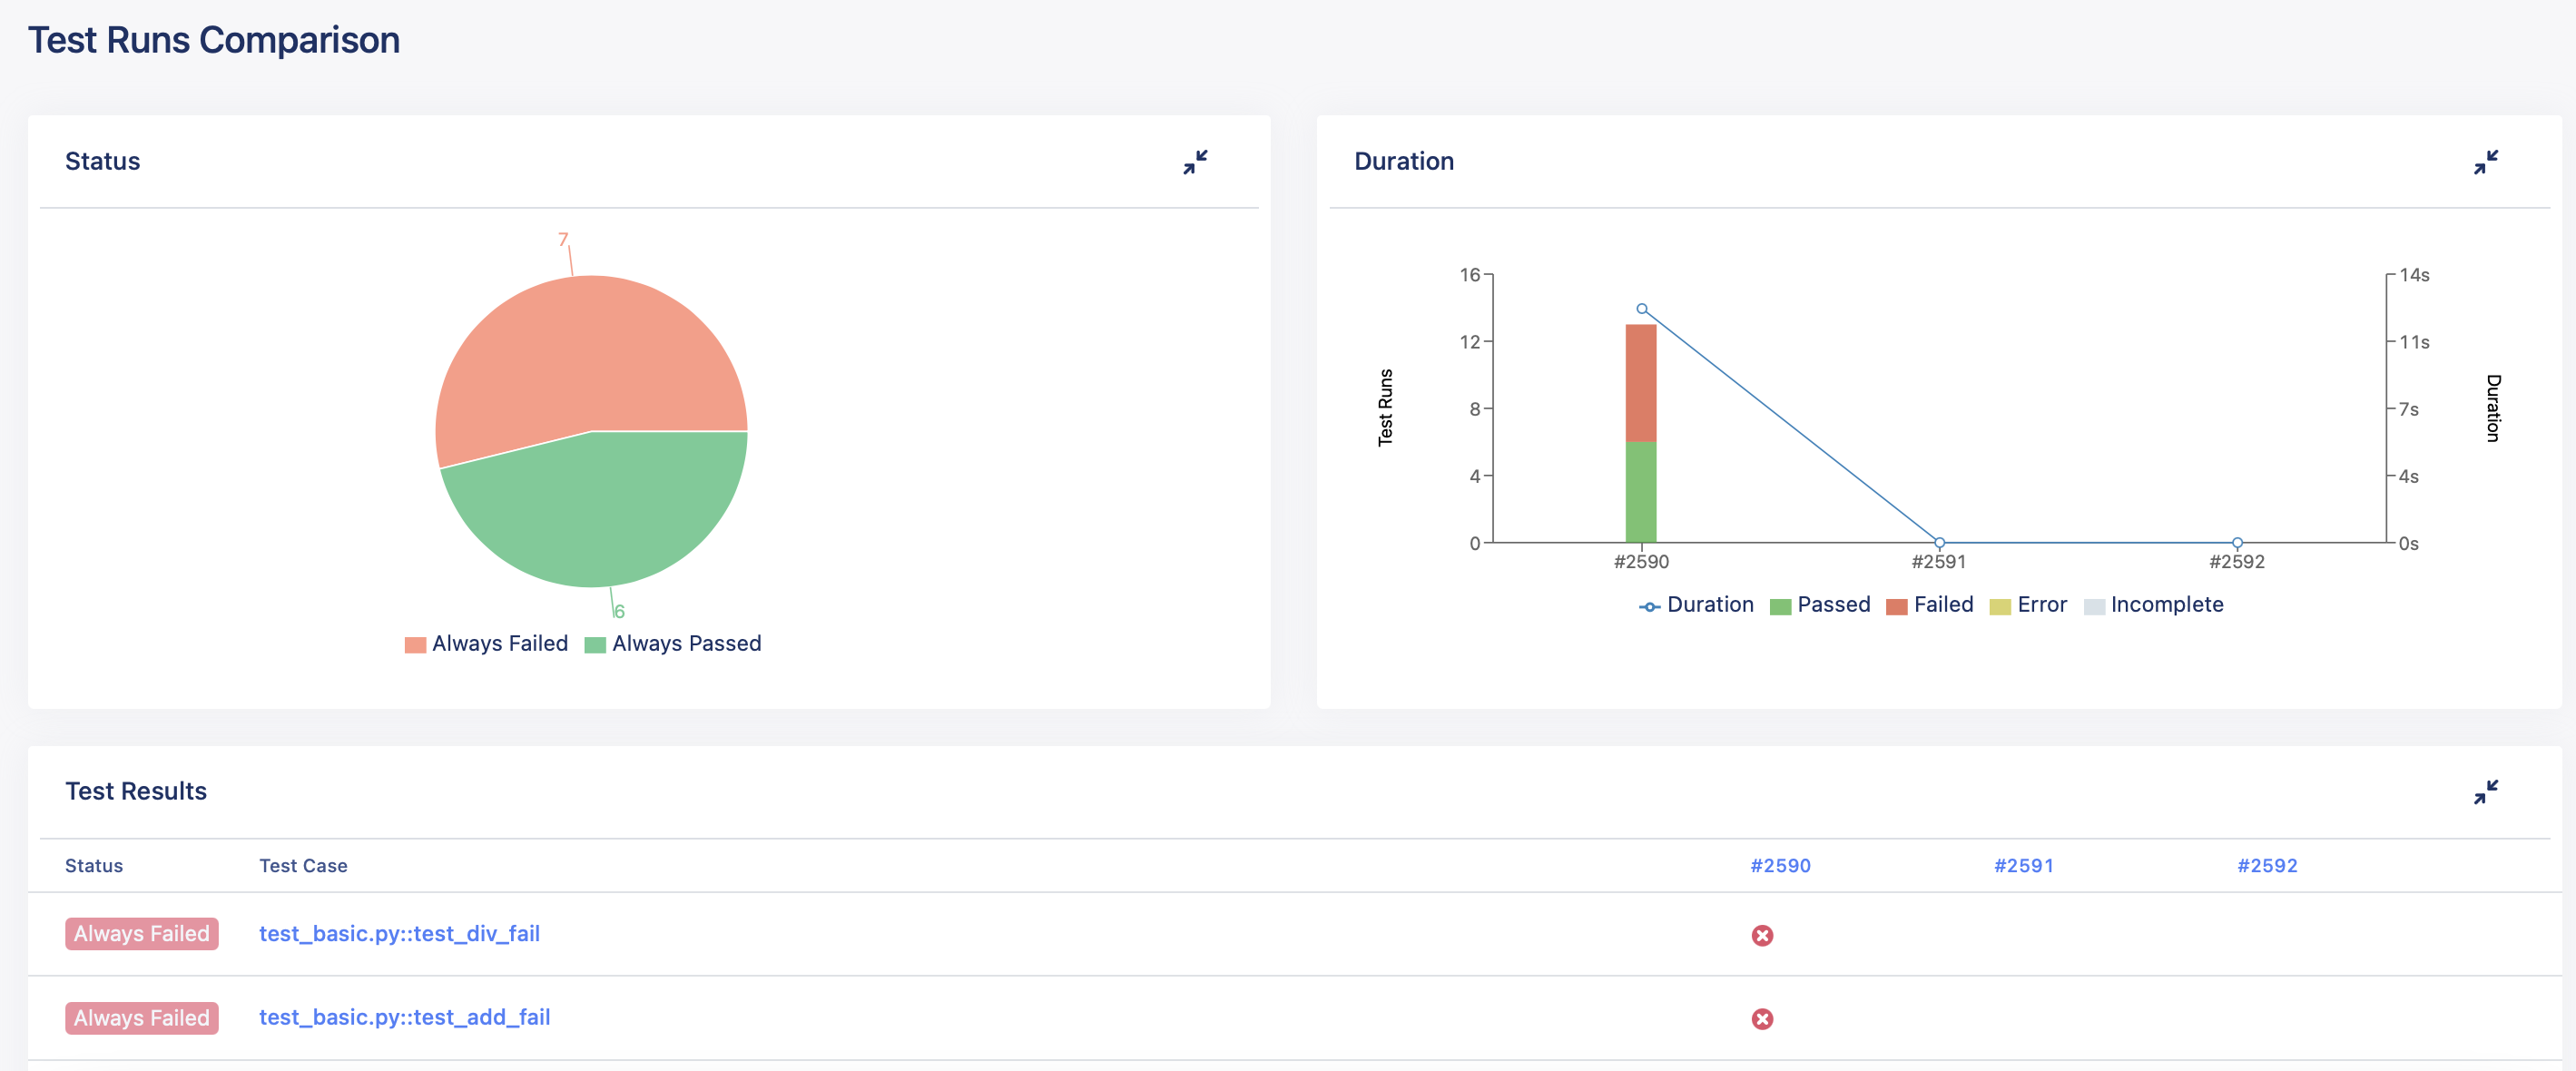 Test Runs Comparison
Status
7
6
Always Failed Always Passed
Duration
16
12
8
4
0
Test Runs
14s
11s
7s
4s
0s
Duration
#2590 #2591 #2592
Duration Passed Failed Error Incomplete
Test Results
Status Test Case #2590 #2591 #2592
Always Failed test_basic.py::test_div_fail
Always Failed test_basic.py::test_add_fail